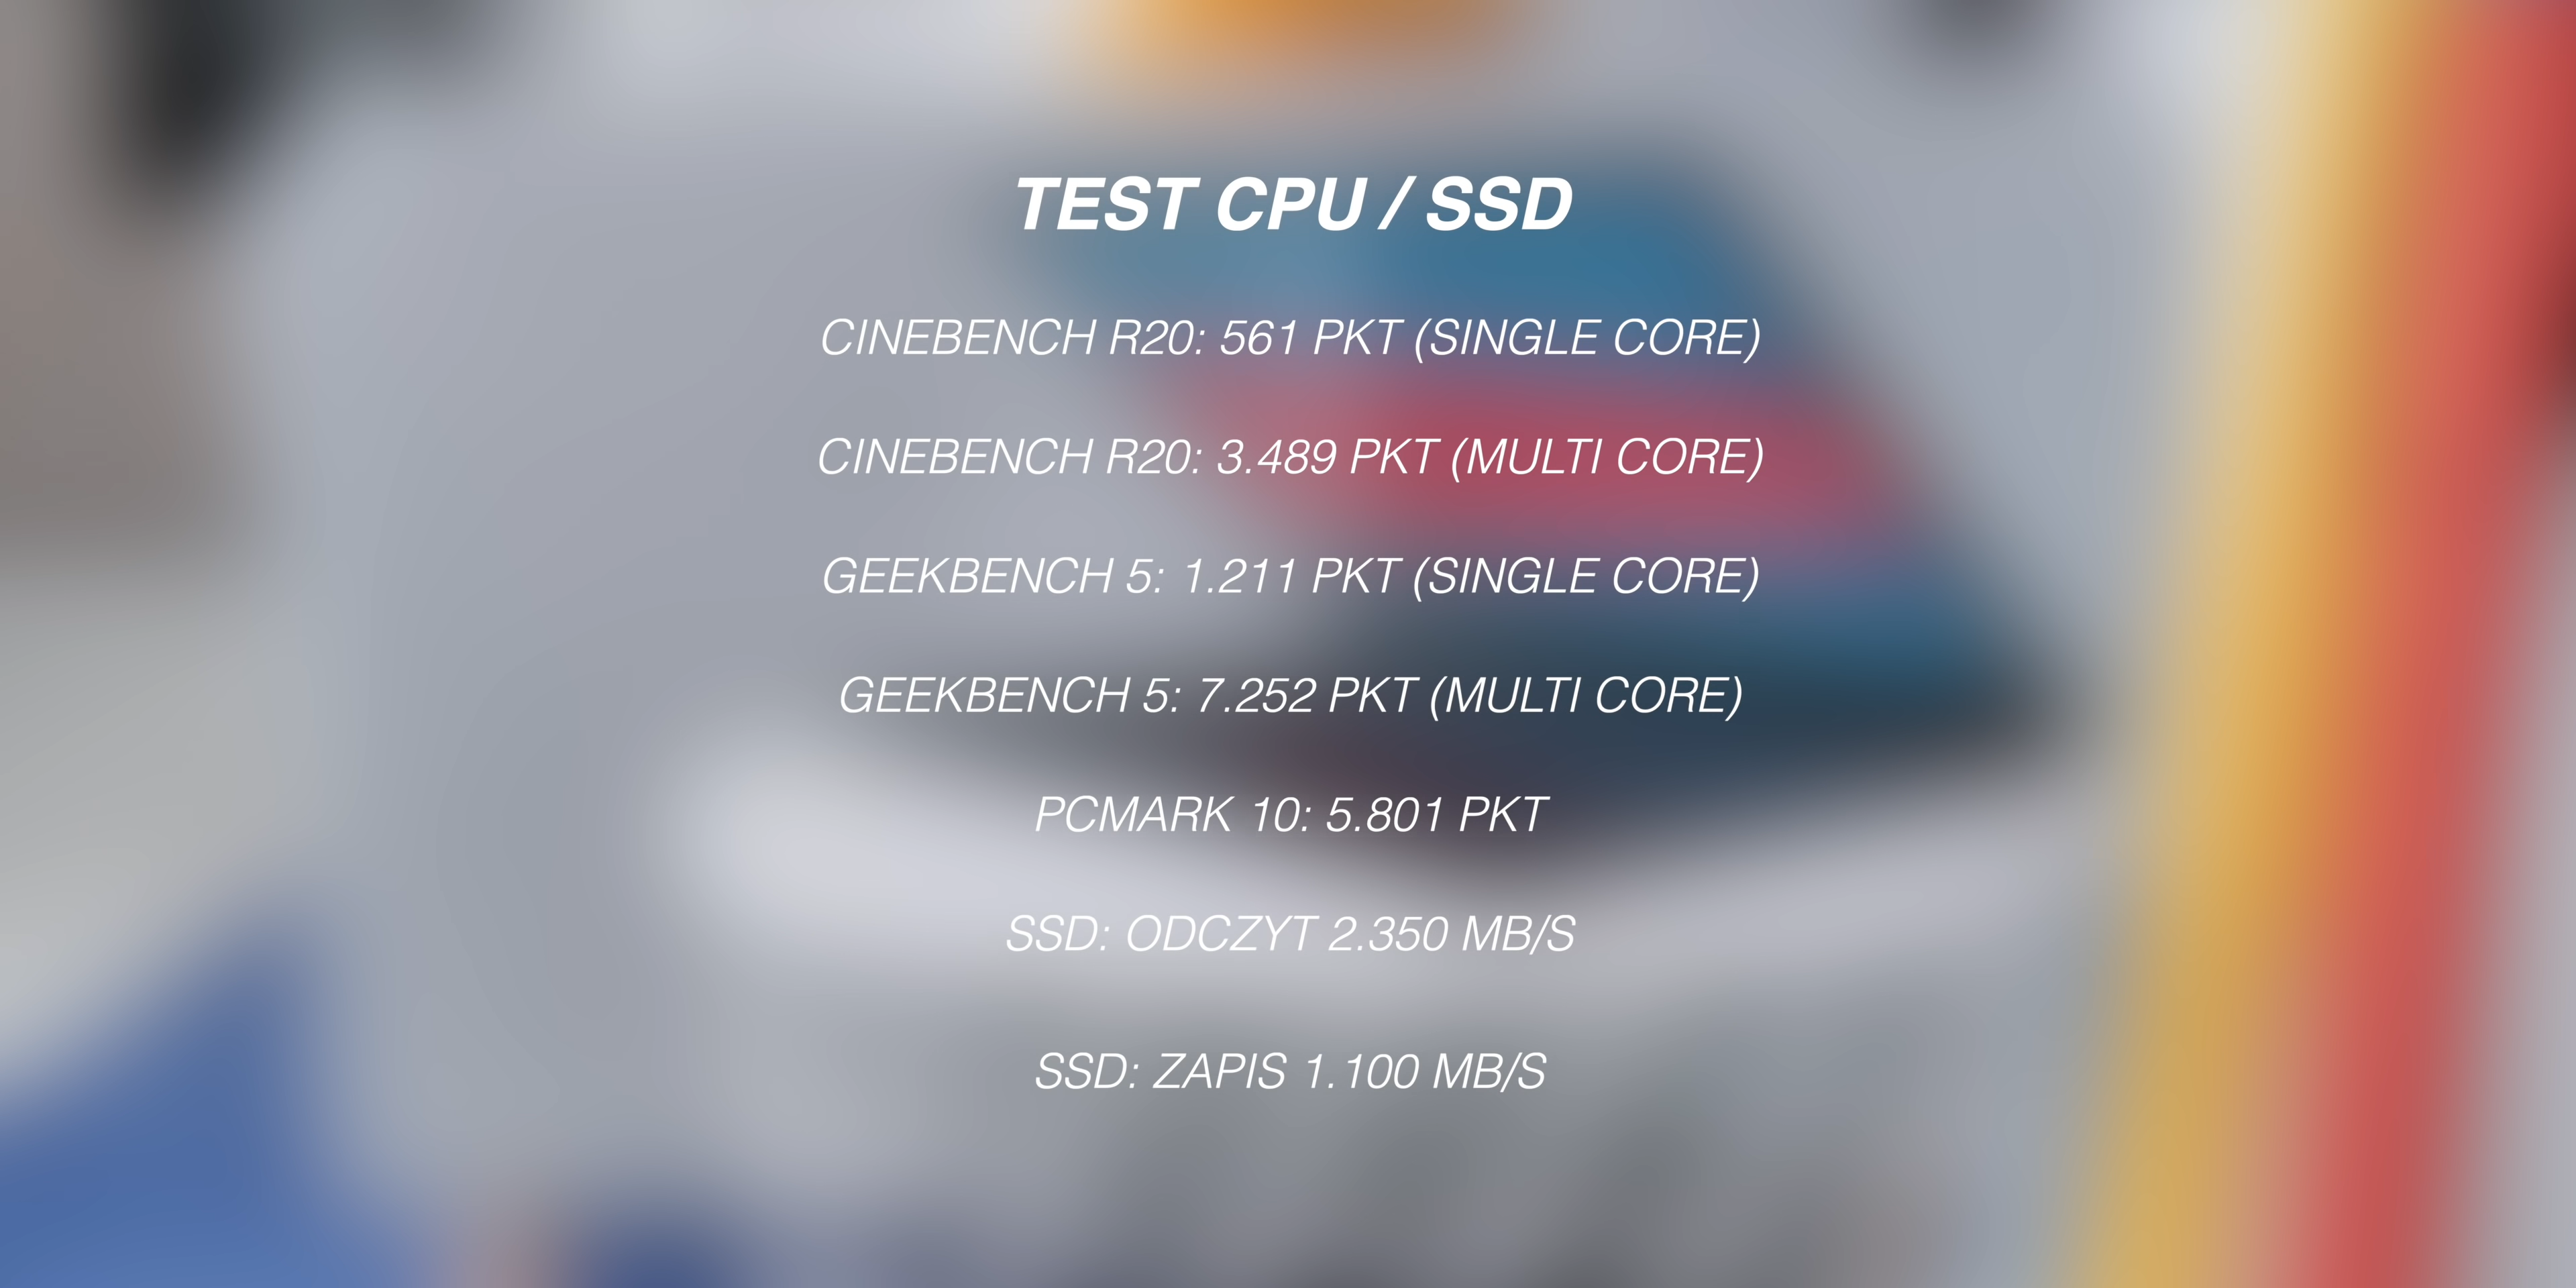 TEST CPU / SSD
CINEBENCH R20: 561 PKT (SINGLE CORE)
CINEBENCH R20: 3.489 PKT (MULTI CORE)
GEEKBENCH 5: 1.211 PKT (SINGLE CORE)
GEEKBENCH 5: 7.252 PKT (MULTI CORE)
PCMARK 10: 5.801 PKT
SSD: ODCZYT 2.350 MB/S
SSD: ZAPIS 1.100 MB/S